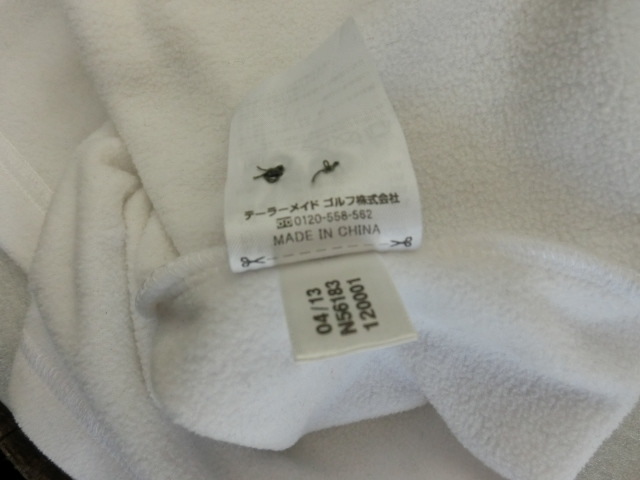 テーラーメイド ゴルフ株式会社
0120-558-562
MADE IN CHINA
04/13
N56183
120001